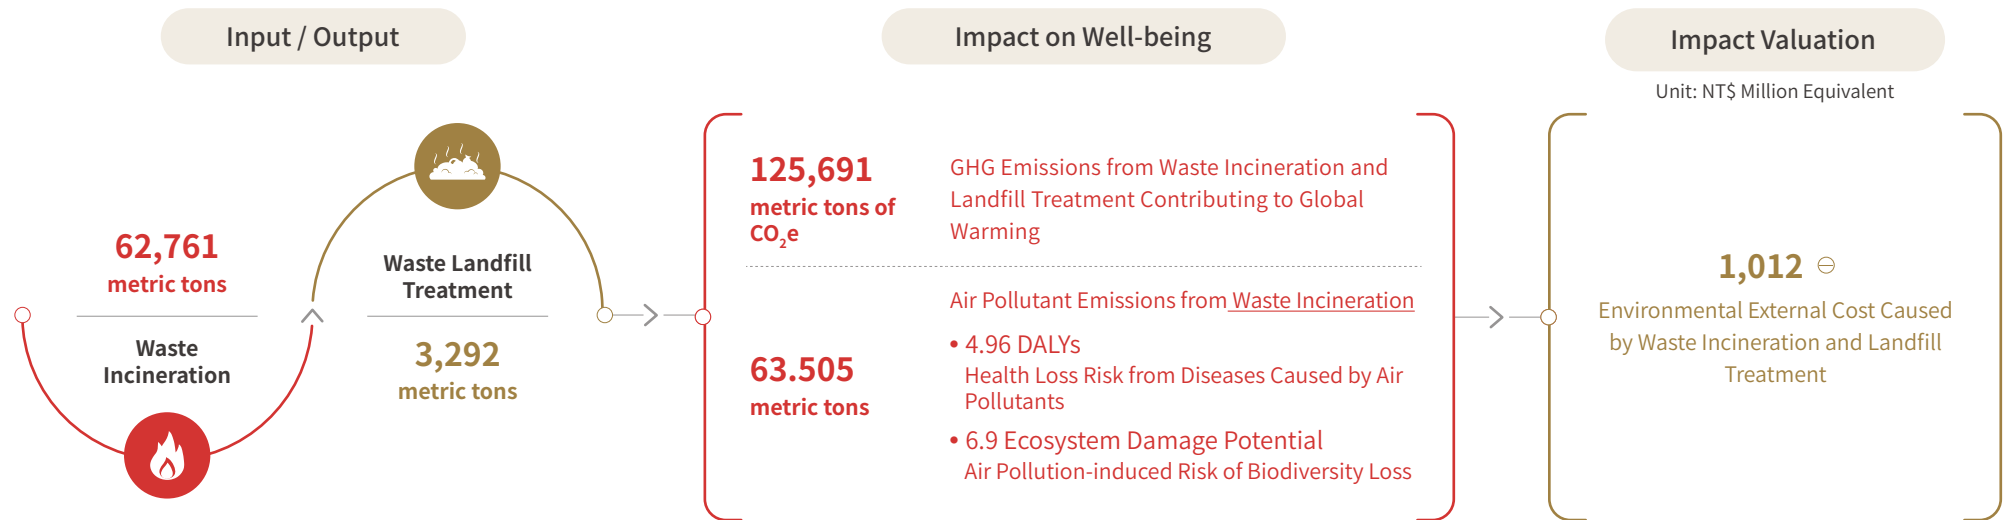 Input / Output
62,761
metric tons
Waste
Incineration
Waste Landfill
Treatment
3,292
metric tons
Impact on Well-being
125,691
metric tons of
CO₂e
GHG Emissions from Waste Incineration and
Landfill Treatment Contributing to Global
Warming
63.505
metric tons
Air Pollutant Emissions from Waste Incineration
• 4.96 DALYs
Health Loss Risk from Diseases Caused by Air
Pollutants
• 6.9 Ecosystem Damage Potential
Air Pollution-induced Risk of Biodiversity Loss
Impact Valuation
Unit: NT$ Million Equivalent
1,012 ⊖
Environmental External Cost Caused
by Waste Incineration and Landfill
Treatment